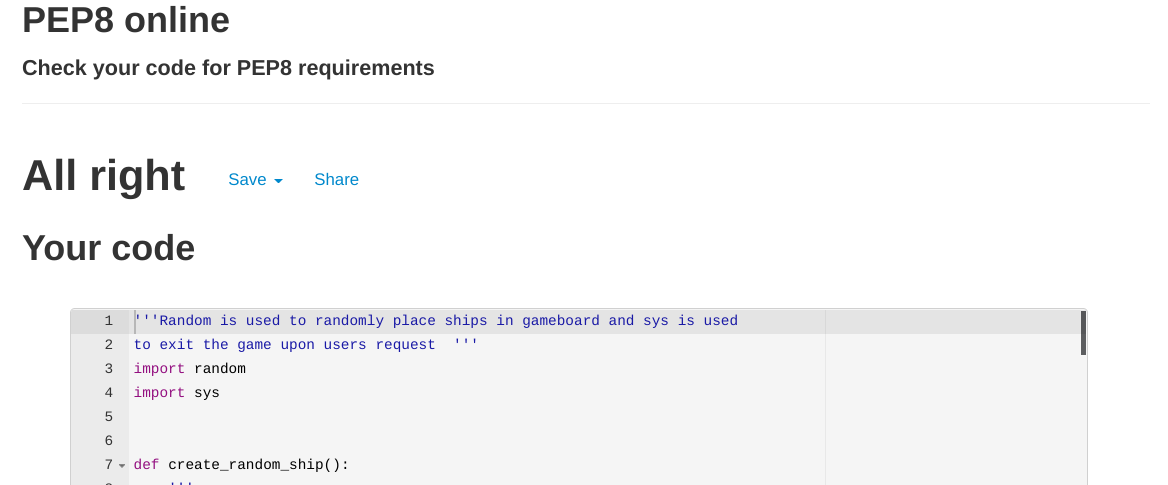 PEP8 online
Check your code for PEP8 requirements
All right Save Share
Your code
1 '''Random is used to randomly place ships in gameboard and sys is used
2 to exit the game upon users request  '''
3 import random
4 import sys
5
6
7 def create_random_ship():
'''